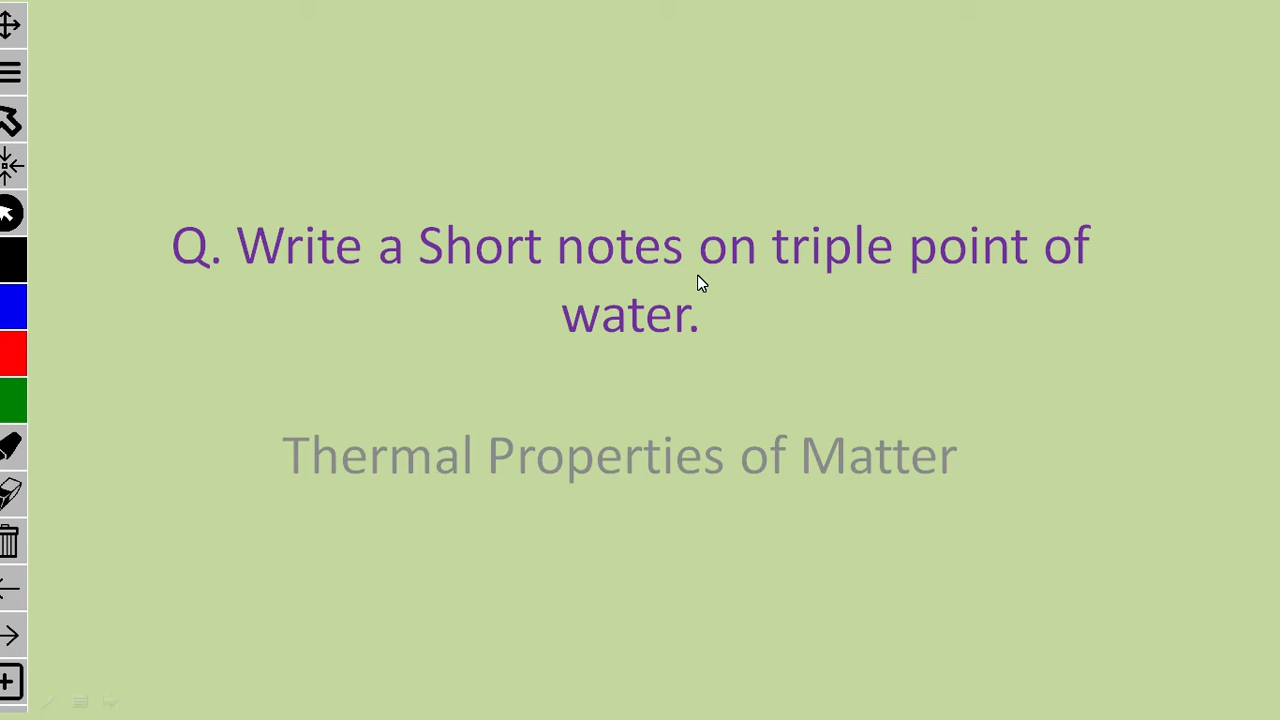 Q. Write a Short notes on triple point of
water.
Thermal Properties of Matter